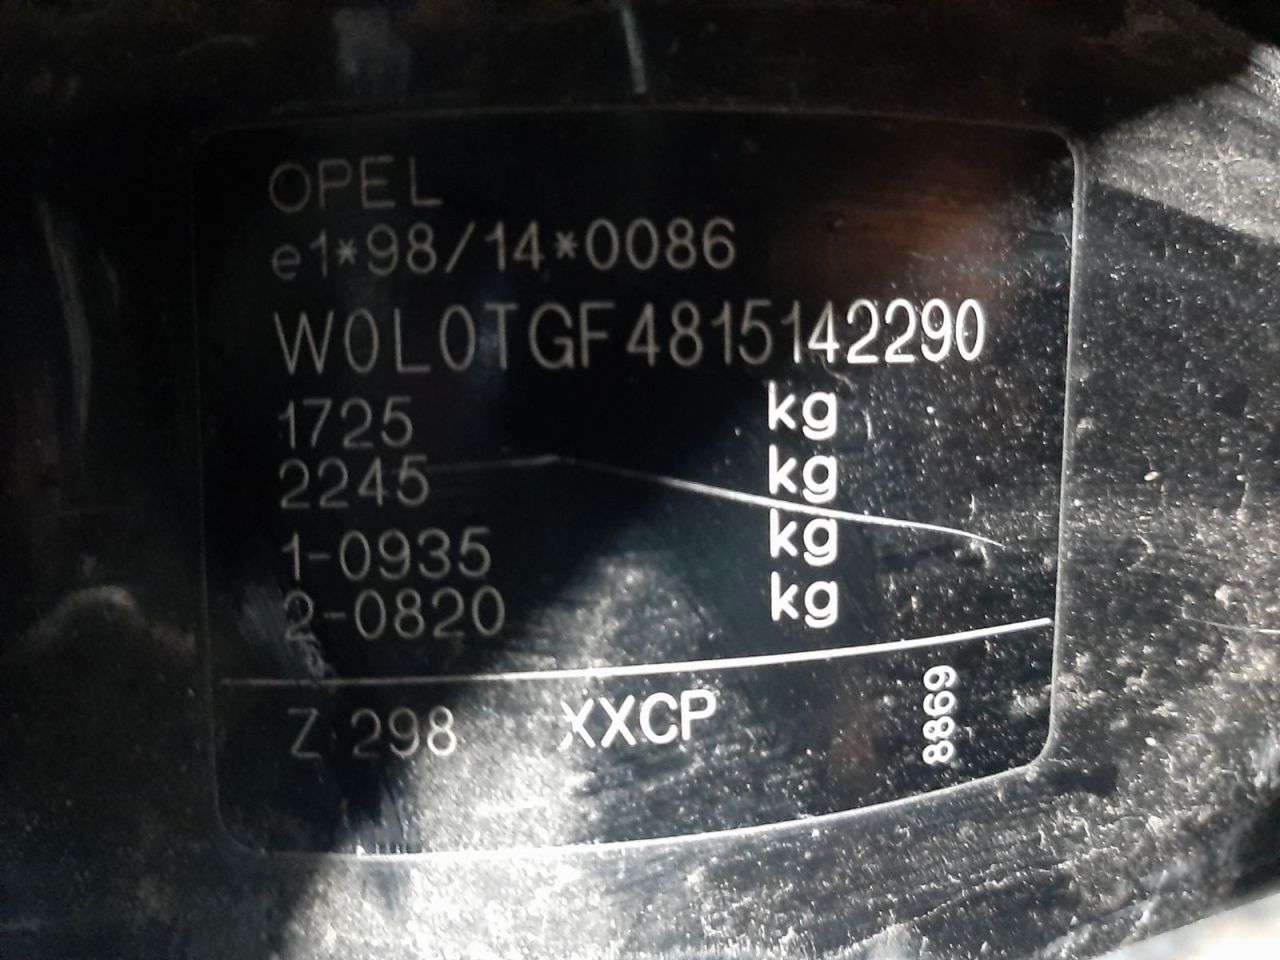 OPEL
e1*98/14*0086
W0L0TGF4815142290
1725 kg
2245 kg
1-0935 kg
2-0820 kg
Z 298 XXCP
8869